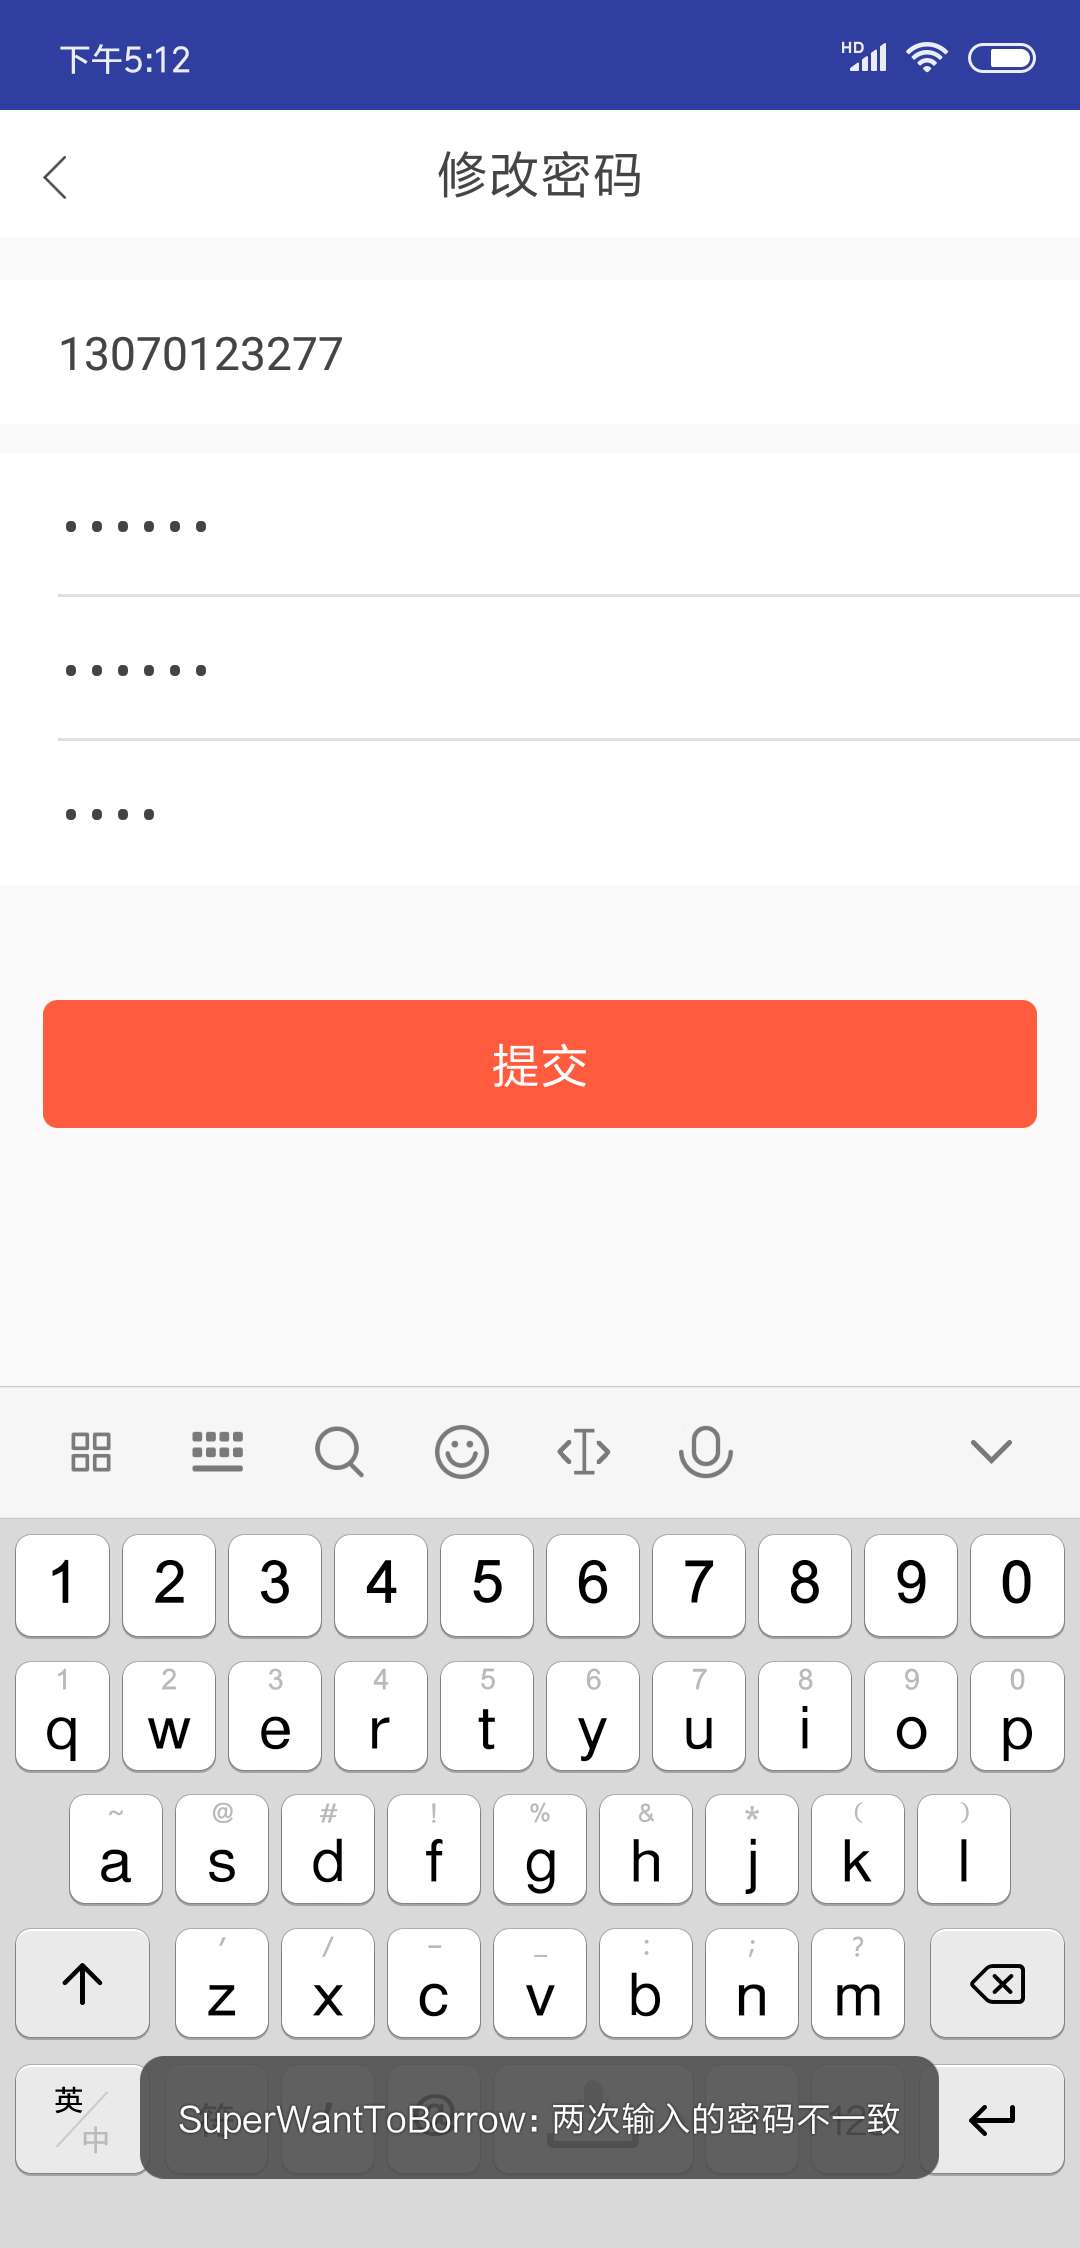 下午5:12
HD
修改密码
13070123277
••••••
••••••
••••
提交
1 2 3 4 5 6 7 8 9 0
1 2 3 4 5 6 7 8 9 0
q w e r t y u i o p
~ @ # ! % & * ( )
a s d f g h j k l
' / – _ : ; ?
z x c v b n m
英
中
SuperWantToBorrow: 两次输入的密码不一致